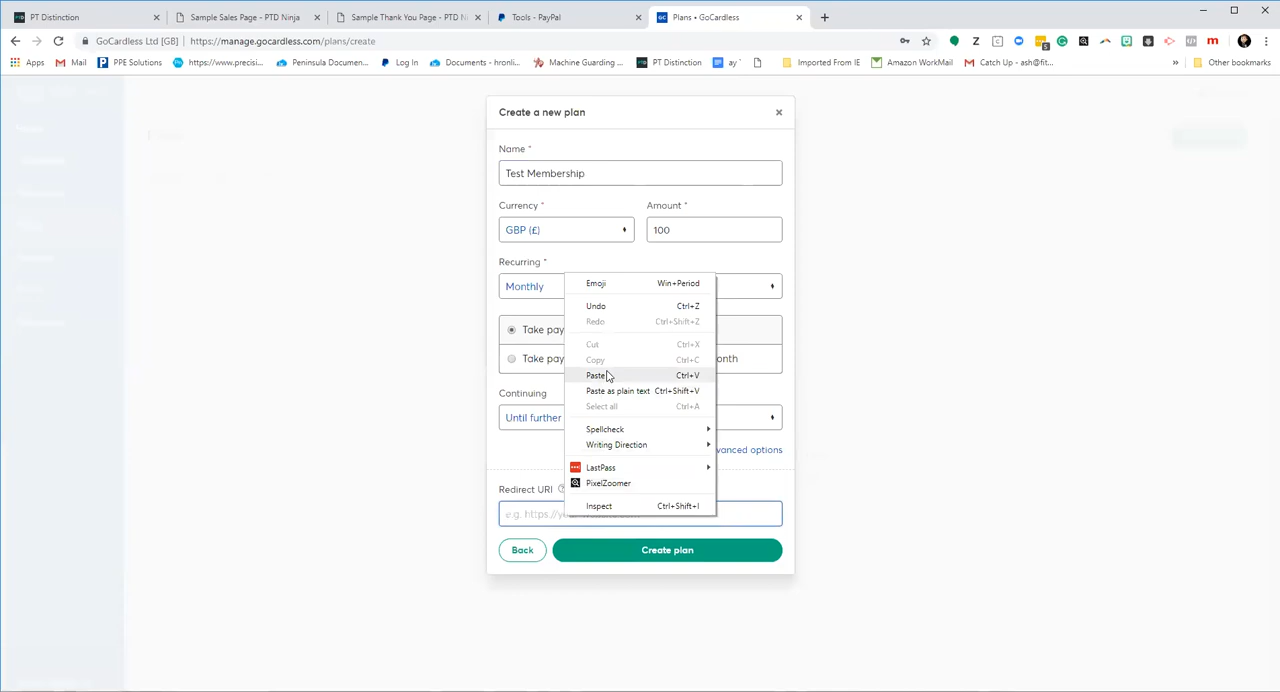 PT Distinction
Sample Sales Page - PTD Ninja
Sample Thank You Page - PTD Ni
Tools - PayPal
GC Plans • GoCardless
GoCardless Ltd [GB] https://manage.gocardless.com/plans/create
Apps Mail PPE Solutions https://www.precisi... Peninsula Documen... Log In Documents - hronli... Machine Guarding ... PT Distinction ay Imported From IE Amazon WorkMail Catch Up - ash@fit... » Other bookmarks
Create a new plan
Name *
Test Membership
Currency * Amount *
GBP (£) 100
Recurring *
Monthly
Take pay
Take pay onth
Continuing
Until further
vanced options
Redirect URI
e.g. https://yo
Back Create plan
Emoji Win+Period
Undo Ctrl+Z
Redo Ctrl+Shift+Z
Cut Ctrl+X
Copy Ctrl+C
Paste Ctrl+V
Paste as plain text Ctrl+Shift+V
Select all Ctrl+A
Spellcheck
Writing Direction
LastPass
PixelZoomer
Inspect Ctrl+Shift+I